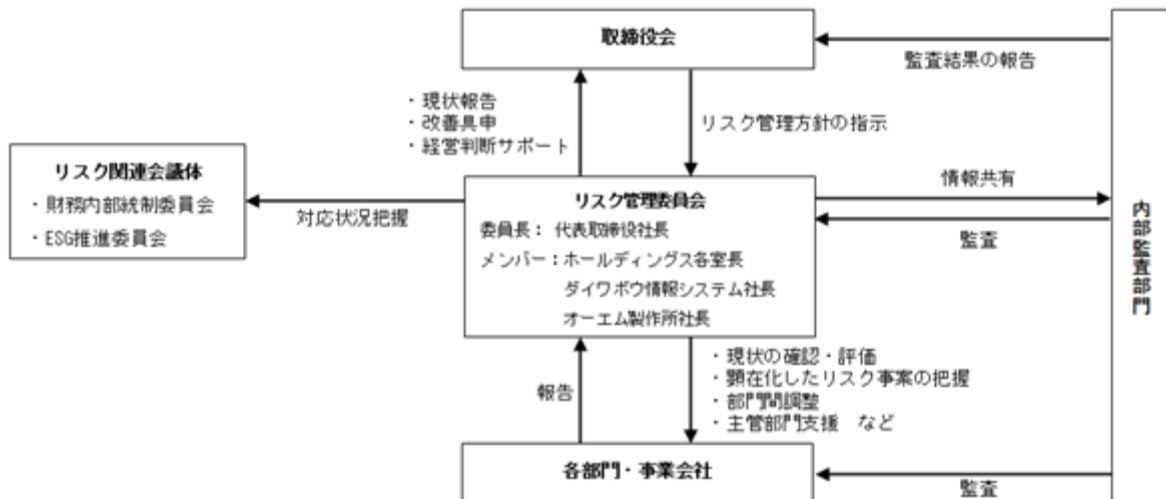 取締役会
監査結果の報告
・現状報告
・改善具申
・経営判断サポート
リスク管理方針の指示
リスク関連会議体
・財務内部統制委員会
・ESG推進委員会
対応状況把握
リスク管理委員会
委員長： 代表取締役社長
メンバー：ホールディングス各室長
ダイワボウ情報システム社長
オーエム製作所社長
情報共有
監査
内部監査部門
報告
・現状の確認・評価
・顕在化したリスク事案の把握
・部門間調整
・主管部門支援　など
各部門・事業会社
監査